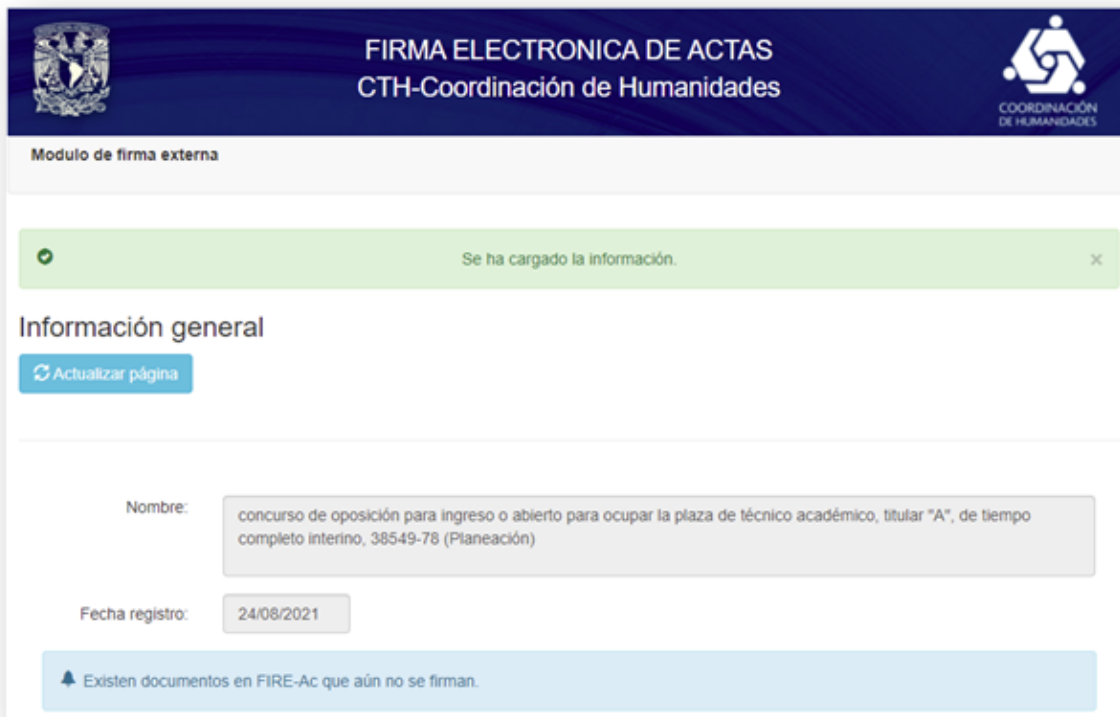 FIRMA ELECTRONICA DE ACTAS
CTH-Coordinación de Humanidades
COORDINACIÓN
DE HUMANIDADES
Modulo de firma externa
Se ha cargado la información.
×
Información general
Actualizar página
Nombre:
concurso de oposición para ingreso o abierto para ocupar la plaza de técnico académico, titular "A", de tiempo
completo interino, 38549-78 (Planeación)
Fecha registro:
24/08/2021
Existen documentos en FIRE-Ac que aún no se firman.